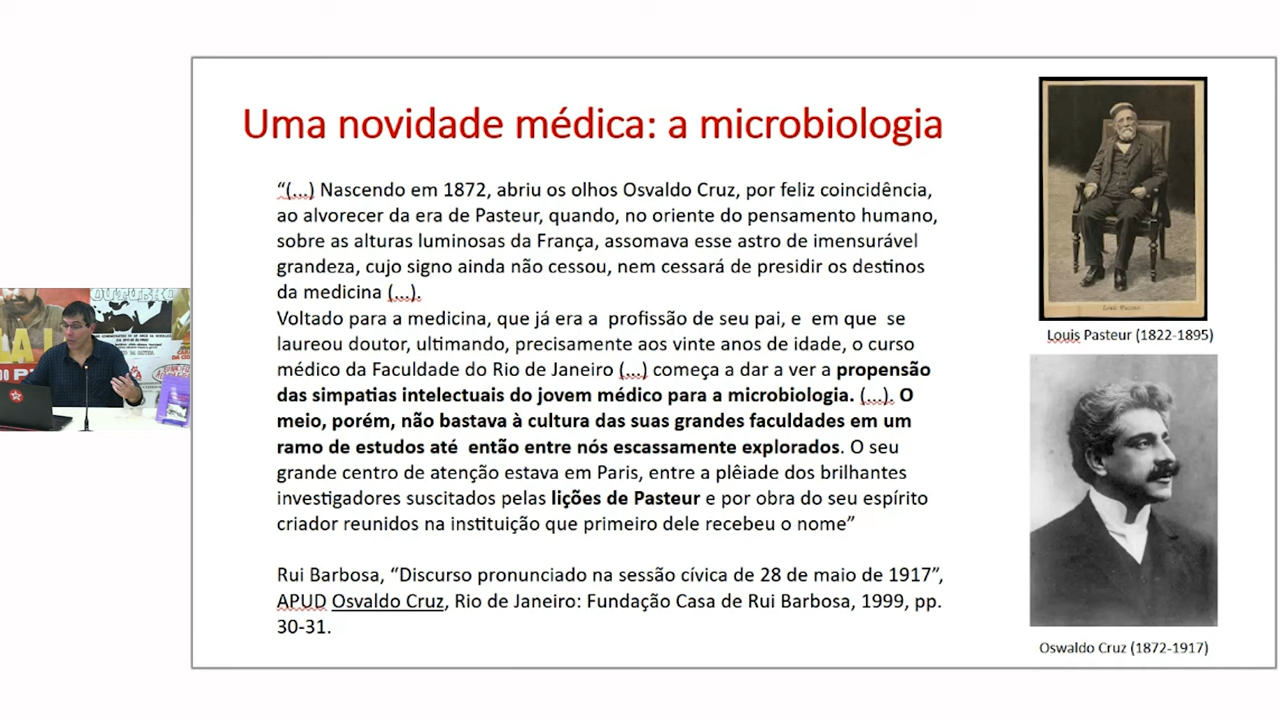 Uma novidade médica: a microbiologia
“(...) Nascendo em 1872, abriu os olhos Osvaldo Cruz, por feliz coincidência,
ao alvorecer da era de Pasteur, quando, no oriente do pensamento humano,
sobre as alturas luminosas da França, assomava esse astro de imensurável
grandeza, cujo signo ainda não cessou, nem cessará de presidir os destinos
da medicina (...).
Voltado para a medicina, que já era a profissão de seu pai, e em que se
laureou doutor, ultimando, precisamente aos vinte anos de idade, o curso
médico da Faculdade do Rio de Janeiro (...) começa a dar a ver a propensão
das simpatias intelectuais do jovem médico para a microbiologia. (...). O
meio, porém, não bastava à cultura das suas grandes faculdades em um
ramo de estudos até então entre nós escassamente explorados. O seu
grande centro de atenção estava em Paris, entre a plêiade dos brilhantes
investigadores suscitados pelas lições de Pasteur e por obra do seu espírito
criador reunidos na instituição que primeiro dele recebeu o nome”
Rui Barbosa, “Discurso pronunciado na sessão cívica de 28 de maio de 1917”,
APUD Osvaldo Cruz, Rio de Janeiro: Fundação Casa de Rui Barbosa, 1999, pp.
30-31.
Louis Pasteur (1822-1895)
Oswaldo Cruz (1872-1917)
OUTUBRO